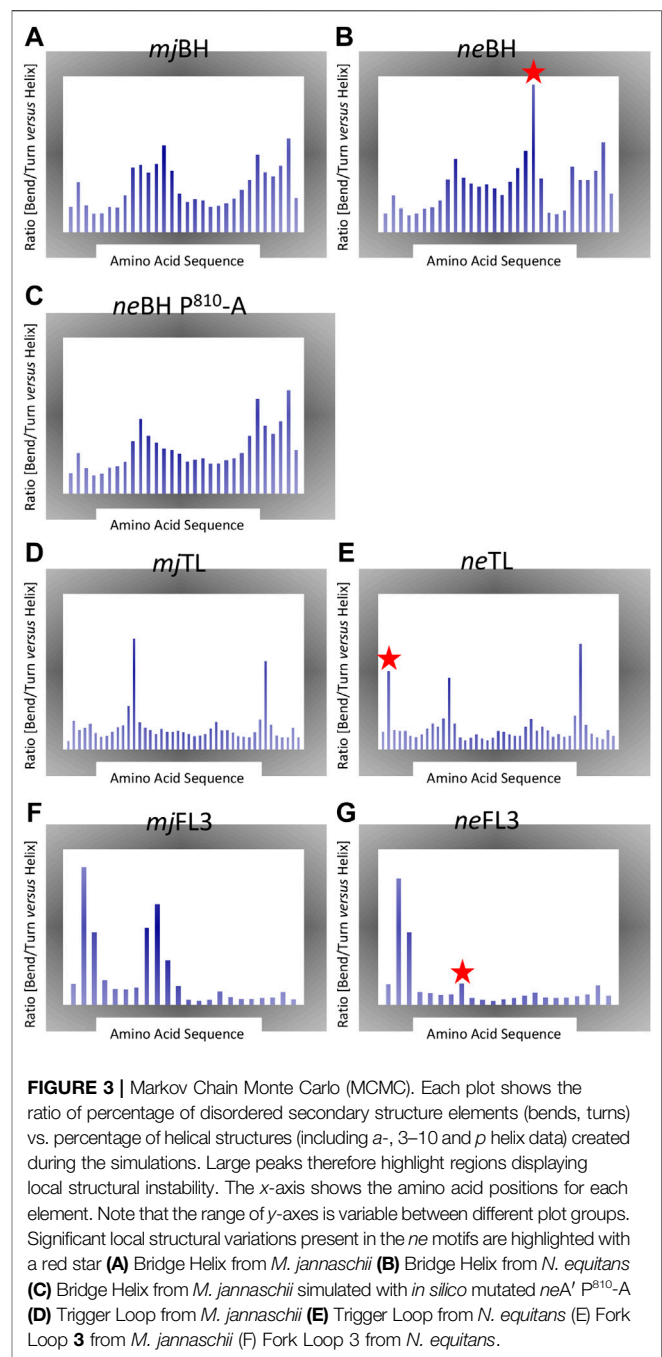 A
mjBH
Ratio [Bend/Turn versus Helix]
Amino Acid Sequence
B
neBH
Ratio [Bend/Turn versus Helix]
Amino Acid Sequence
C
neBH P810-A
Ratio [Bend/Turn versus Helix]
Amino Acid Sequence
D
mjTL
Ratio [Bend/Turn versus Helix]
Amino Acid Sequence
E
neTL
Ratio [Bend/Turn versus Helix]
Amino Acid Sequence
F
mjFL3
Ratio [Bend/Turn versus Helix]
Amino Acid Sequence
G
neFL3
Ratio [Bend/Turn versus Helix]
Amino Acid Sequence
FIGURE 3 | Markov Chain Monte Carlo (MCMC). Each plot shows the
ratio of percentage of disordered secondary structure elements (bends, turns)
vs. percentage of helical structures (including a-, 3–10 and p helix data) created
during the simulations. Large peaks therefore highlight regions displaying
local structural instability. The x-axis shows the amino acid positions for each
element. Note that the range of y-axes is variable between different plot groups.
Significant local structural variations present in the ne motifs are highlighted with
a red star (A) Bridge Helix from M. jannaschii (B) Bridge Helix from N. equitans
(C) Bridge Helix from M. jannaschii simulated with in silico mutated neA′ P810-A
(D) Trigger Loop from M. jannaschii (E) Trigger Loop from N. equitans (E) Fork
Loop 3 from M. jannaschii (F) Fork Loop 3 from N. equitans.